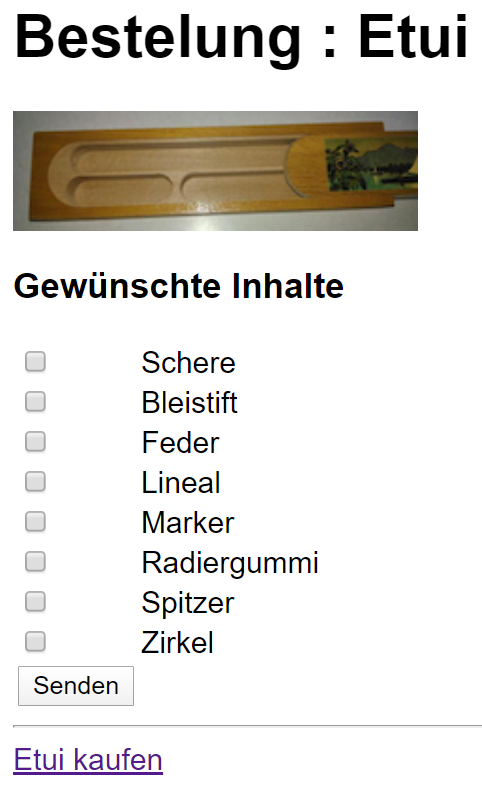 Bestelung : Etui
Gewünschte Inhalte
Schere
Bleistift
Feder
Lineal
Marker
Radiergummi
Spitzer
Zirkel
Senden
Etui kaufen